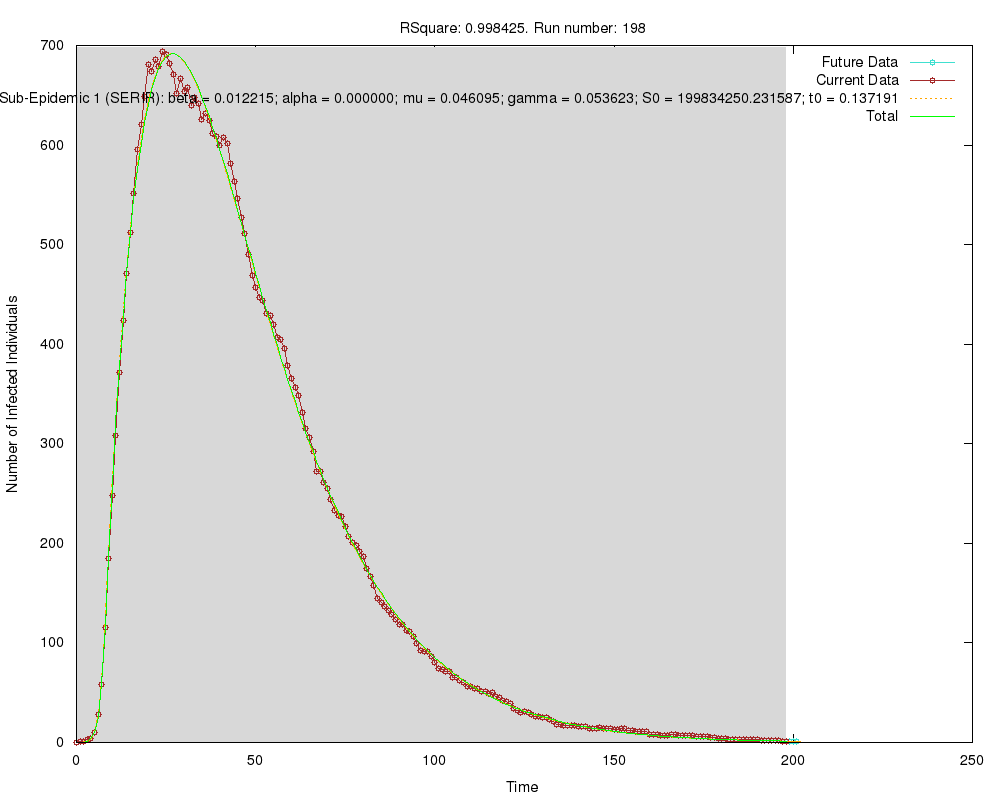 RSquare: 0.998425. Run number: 198
700
600
500
400
300
200
100
0
0
50
100
150
200
250
Number of Infected Individuals
Time
Future Data
Current Data
Sub-Epidemic 1 (SERIR): beta = 0.012215; alpha = 0.000000; mu = 0.046095; gamma = 0.053623; S0 = 199834250.231587; t0 = 0.137191
Total